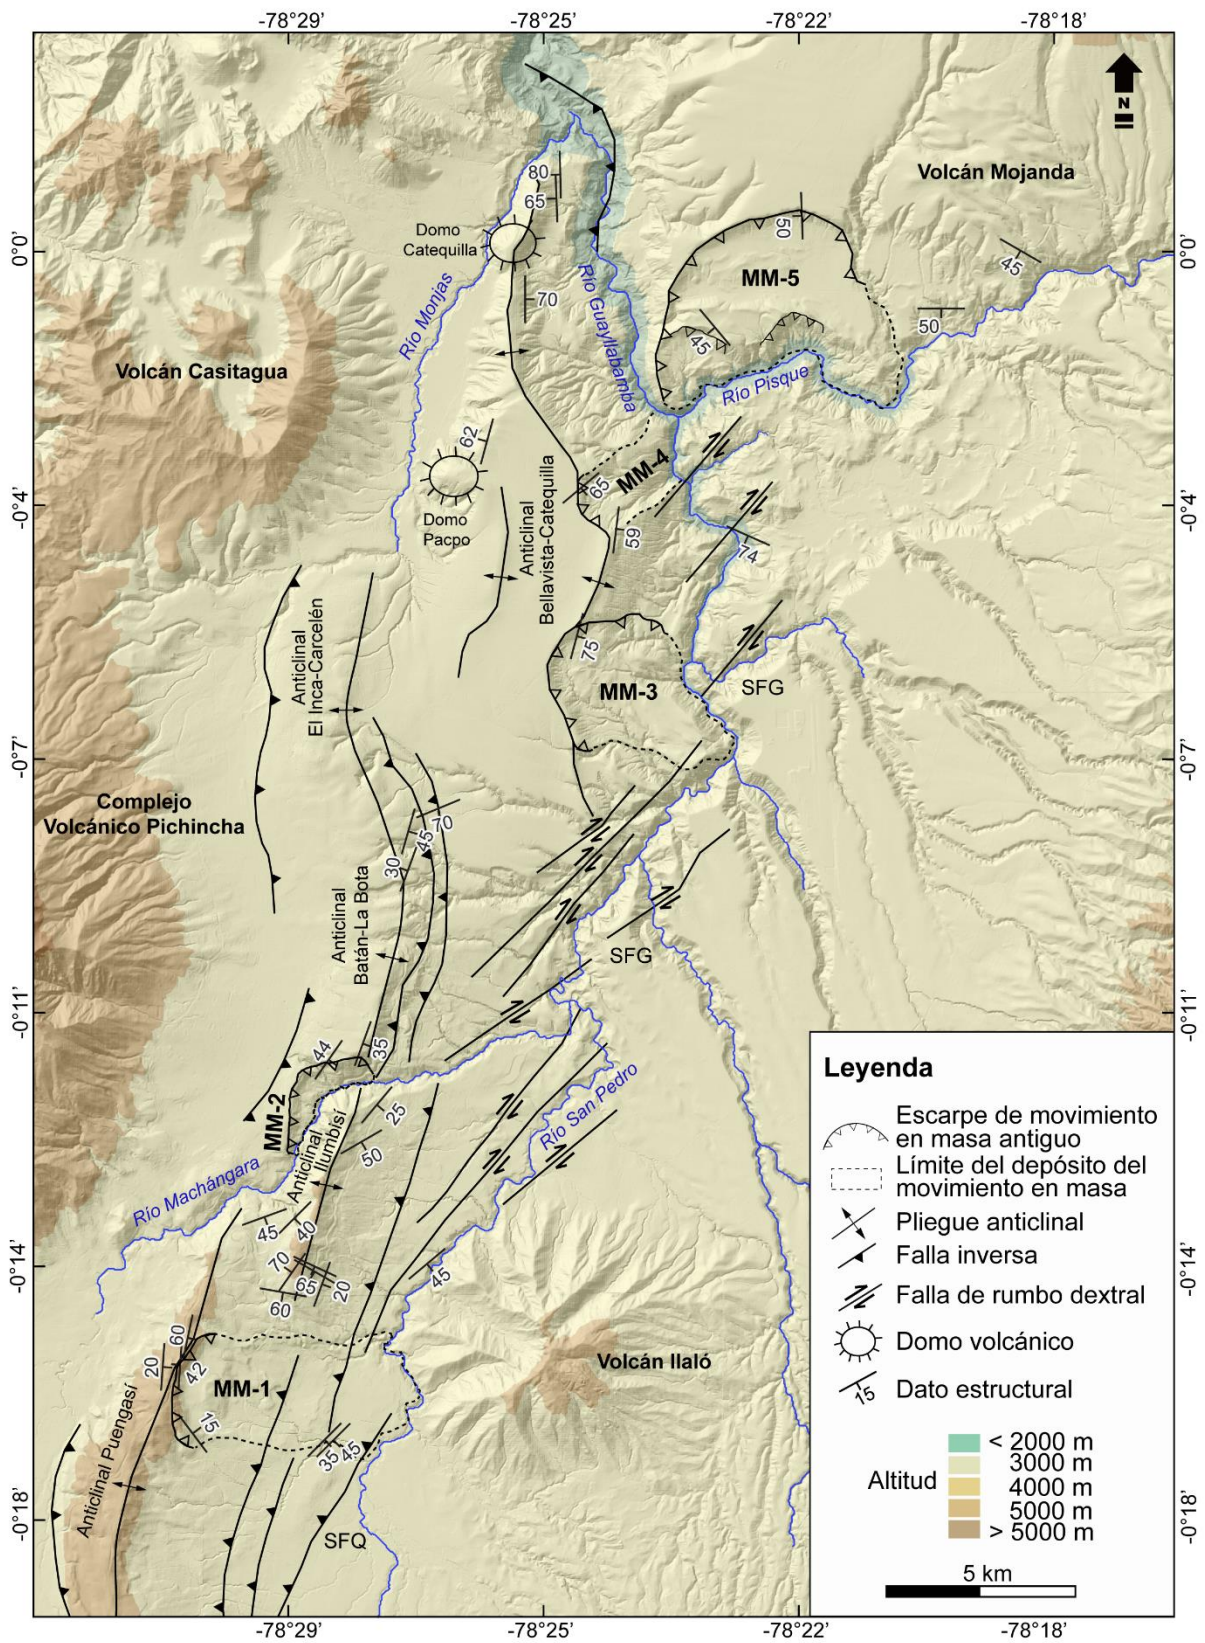 -78°29'
-78°25'
-78°22'
-78°18'
N
Volcán Mojanda
80
65
Domo
Catequilla
50
0°0'
0°0'
45
MM-5
Río Guayllabamba
Río Monjas
70
50
45
Volcán Casitagua
Río Pisque
62
MM-4
65
-0°4'
-0°4'
Domo
Pacpo
Anticlinal
Bellavista-Catequilla
59
74
Anticlinal
El Inca-Carcelén
75
MM-3
SFG
-0°7'
-0°7'
Complejo
Volcánico Pichincha
70
45
30
Anticlinal
Batán-La Bota
SFG
-0°11'
-0°11'
44
35
MM-2
25
Río San Pedro
Anticlinal
Ilumbisí
50
Río Machángara
45
40
70
65
20
60
45
-0°14'
-0°14'
60
20
42
MM-1
Volcán Ilaló
15
35
45
Anticlinal Puengasí
SFQ
-0°18'
-0°18'
Leyenda
Escarpe de movimiento
en masa antiguo
Límite del depósito del
movimiento en masa
Pliegue anticlinal
Falla inversa
Falla de rumbo dextral
Domo volcánico
15
Dato estructural
Altitud
< 2000 m
3000 m
4000 m
5000 m
> 5000 m
5 km
-78°29'
-78°25'
-78°22'
-78°18'